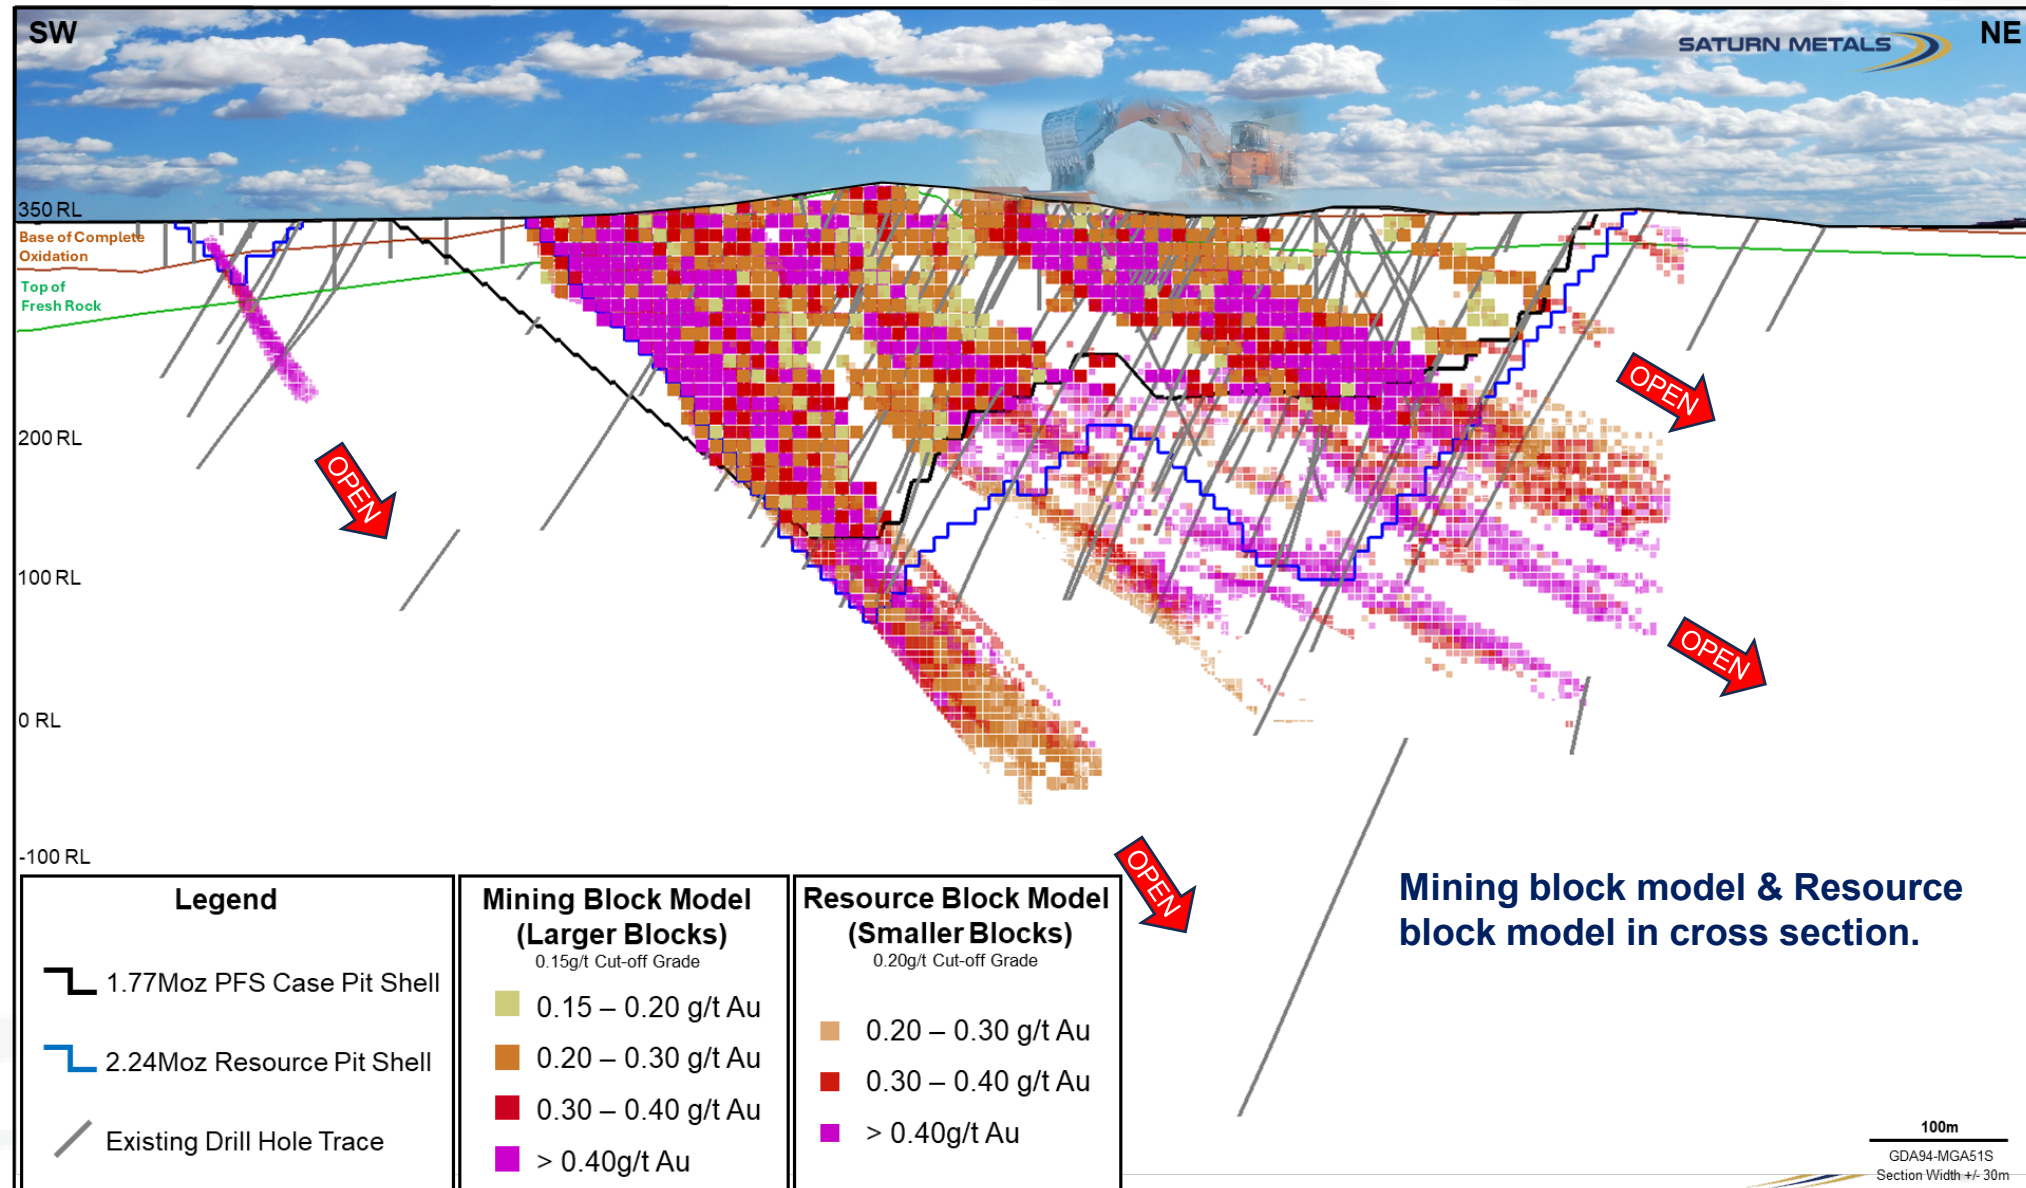 SW
SATURN METALS
NE
350 RL
Base of Complete
Oxidation
Top of
Fresh Rock
OPEN
200 RL
OPEN
100 RL
OPEN
0 RL
-100 RL
OPEN
Legend
1.77Moz PFS Case Pit Shell
2.24Moz Resource Pit Shell
Existing Drill Hole Trace
Mining Block Model
(Larger Blocks)
0.15g/t Cut-off Grade
0.15 – 0.20 g/t Au
0.20 – 0.30 g/t Au
0.30 – 0.40 g/t Au
> 0.40g/t Au
Resource Block Model
(Smaller Blocks)
0.20g/t Cut-off Grade
0.20 – 0.30 g/t Au
0.30 – 0.40 g/t Au
> 0.40g/t Au
Mining block model & Resource
block model in cross section.
100m
GDA94-MGA51S
Section Width +/- 30m